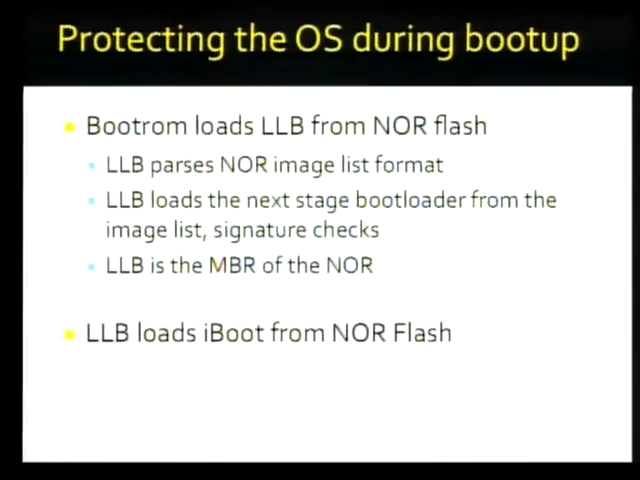 Protecting the OS during bootup
Bootrom loads LLB from NOR flash
LLB parses NOR image list format
LLB loads the next stage bootloader from the
image list, signature checks
LLB is the MBR of the NOR
LLB loads iBoot from NOR Flash